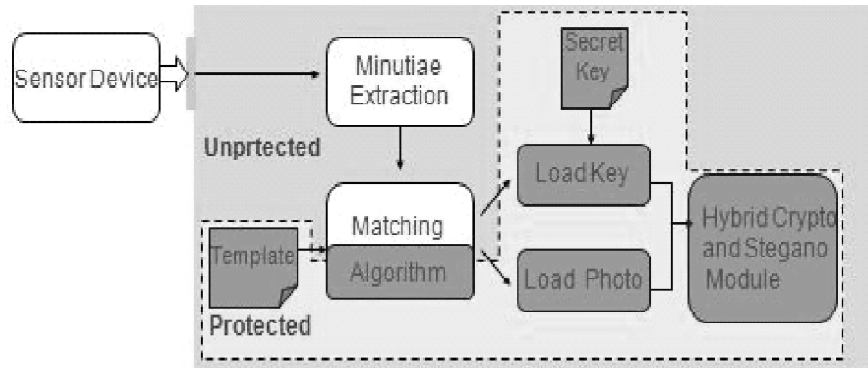 Sensor Device
Minutiae
Extraction
Secret
Key
Unprtected
Load Key
Matching
Algorithm
Template
Load Photo
Hybrid Crypto
and Stegano
Module
Protected